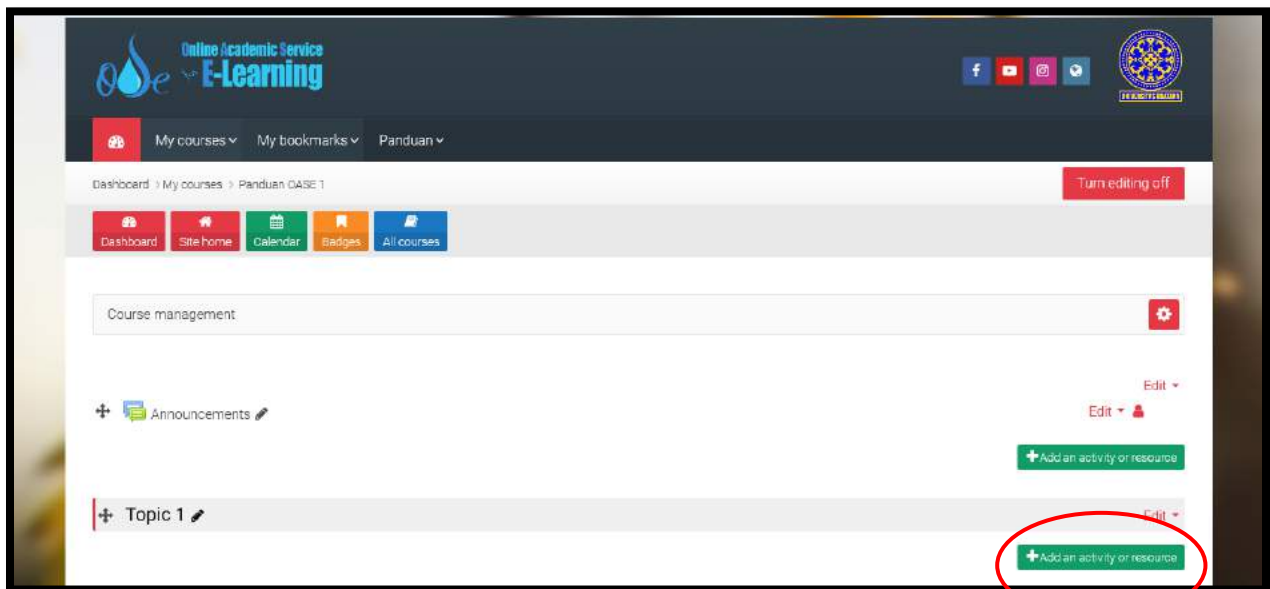 Online Academic Service
Oase E-Learning
My courses My bookmarks Panduan
Dashboard > My courses > Panduan OASE 1
Turn editing off
Dashboard Site home Calendar Badges All courses
Course management
Edit
Announcements
Edit
+Add an activity or resource
Topic 1
Edit
+Add an activity or resource